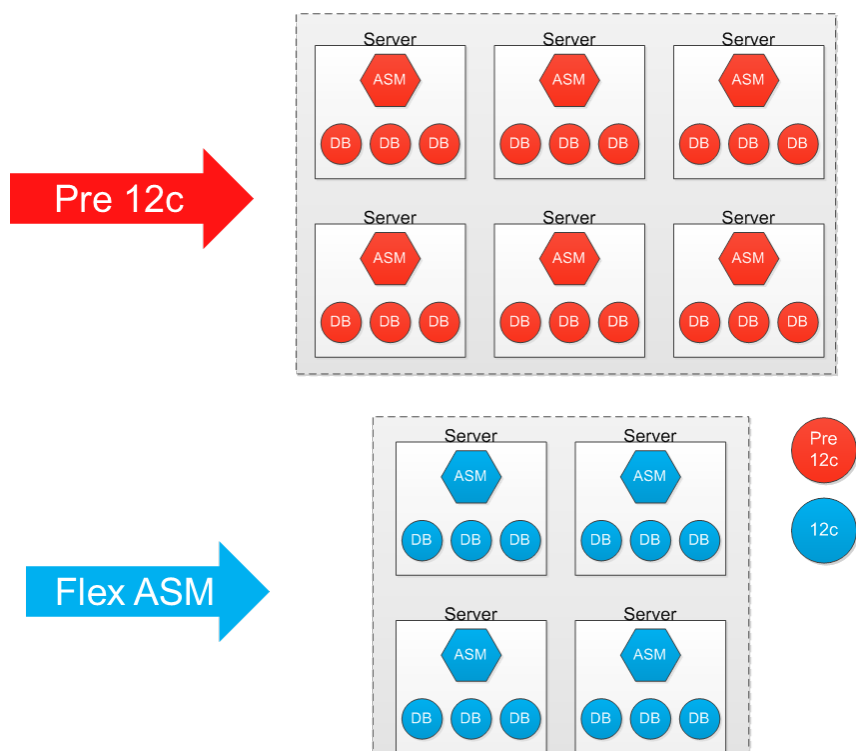 Server Server Server
ASM ASM ASM
DB DB DB DB DB DB DB DB DB
Pre 12c
Server Server Server
ASM ASM ASM
DB DB DB DB DB DB DB DB DB
Server Server
ASM ASM
DB DB DB DB DB DB
Pre
12c
12c
Flex ASM
Server Server
ASM ASM
DB DB DB DB DB DB